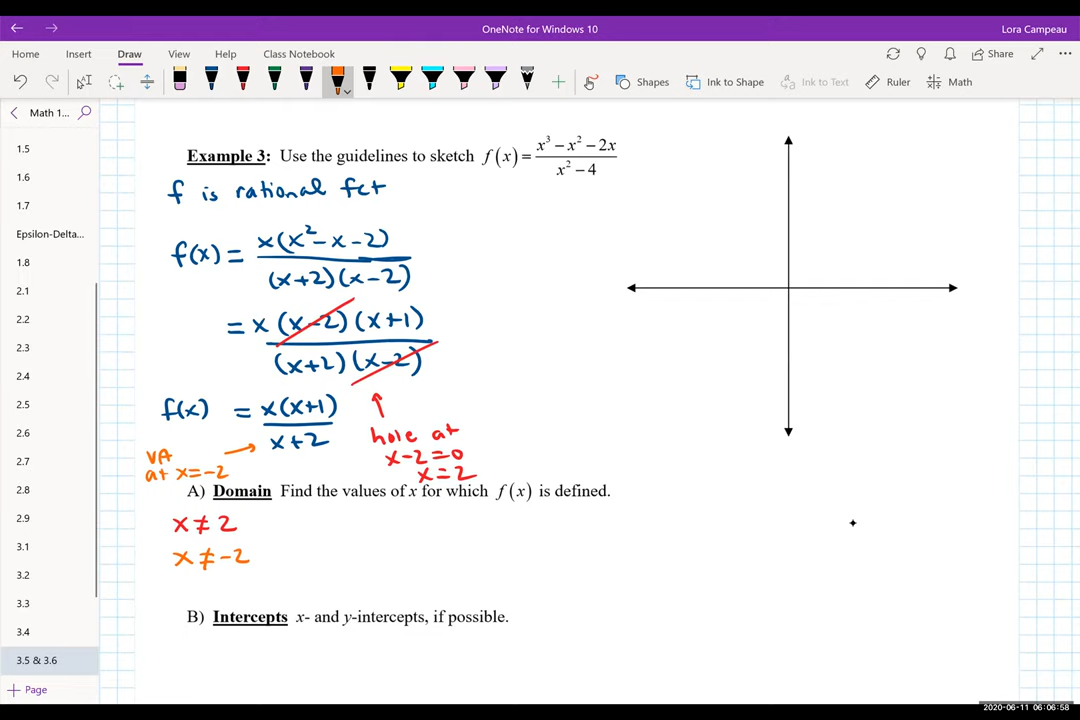 OneNote for Windows 10
Lora Campeau
Home Insert Draw View Help Class Notebook
Share
Shapes Ink to Shape Ink to Text Ruler Math
Math 1...
1.5
1.6
1.7
Epsilon-Delta...
1.8
2.1
2.2
2.3
2.4
2.5
2.6
2.7
2.8
2.9
3.1
3.2
3.3
3.4
3.5 & 3.6
Page
Example 3: Use the guidelines to sketch f(x) = (x³ − x² − 2x)/(x² − 4)
f is rational fct
f(x) = x(x² − x − 2)/((x+2)(x−2))
= x(x−2)(x+1)/((x+2)(x−2))
f(x) = x(x+1)/(x+2)
hole at
x−2=0
x=2
VA
at x=−2
A) Domain Find the values of x for which f(x) is defined.
x ≠ 2
x ≠ −2
B) Intercepts x- and y-intercepts, if possible.
2020-06-11 06:06:58